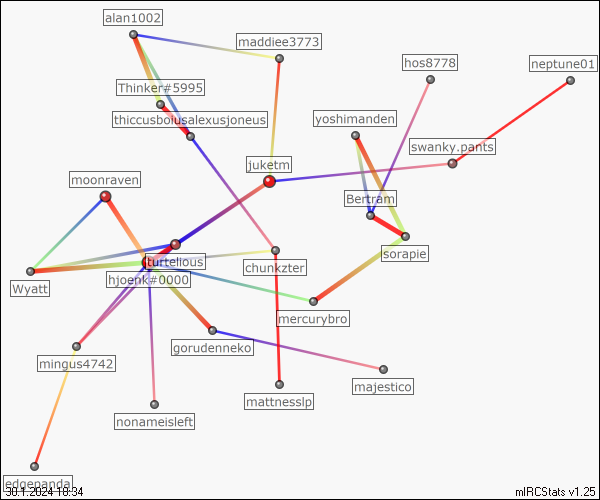 alan1002
maddiee3773
hos8778
neptune01
Thinker#5995
thiccusboiusalexusjoneus
yoshimanden
swanky.pants
juketm
moonraven
Bertram
sorapie
turtelious
chunkzter
Wyatt
hjoenk#0000
mercurybro
gorudenneko
mingus4742
majestico
mattnesslp
nonameisleft
edgepanda
30.1.2024 18:34
mIRCStats v1.25